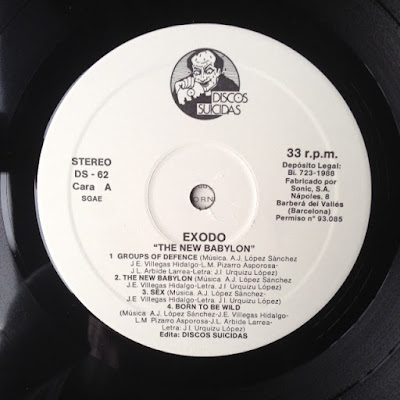 DISCOS
SUICIDAS
STEREO
DS - 62
Cara A
SGAE
33 r.p.m.
Depósito Legal:
Bi. 723-1988
Fabricado por
Sonic, S.A.
Nápoles, 8
Barberá del Vallés
(Barcelona)
Permiso nº 93.085
ORN
EXODO
"THE NEW BABYLON"
1 GROUPS OF DEFENCE (Música. A.J. López Sánchez
J.E. Villegas Hidalgo-L.M. Pizarro Asporosa-
J.L. Arbide Larrea-Letra: J.I. Urquizu López)
2. THE NEW BABYLON (Música: A.J. López Sánchez
J.E. Villegas Hidalgo-Letra: J.I. Urquizu López)
3. SEX (Música. A.J. López Sánchez-
J.E. Villegas Hidalgo-Letra: J.I. Urquizu López)
4. BORN TO BE WILD
(Música: A.J. López Sánchez-J.E. Villegas Hidalgo-
L.M Pizarro Asporosa-J.L. Arbide Larrea-
Letra: J.I. Urquizu López)
Edita: DISCOS SUICIDAS